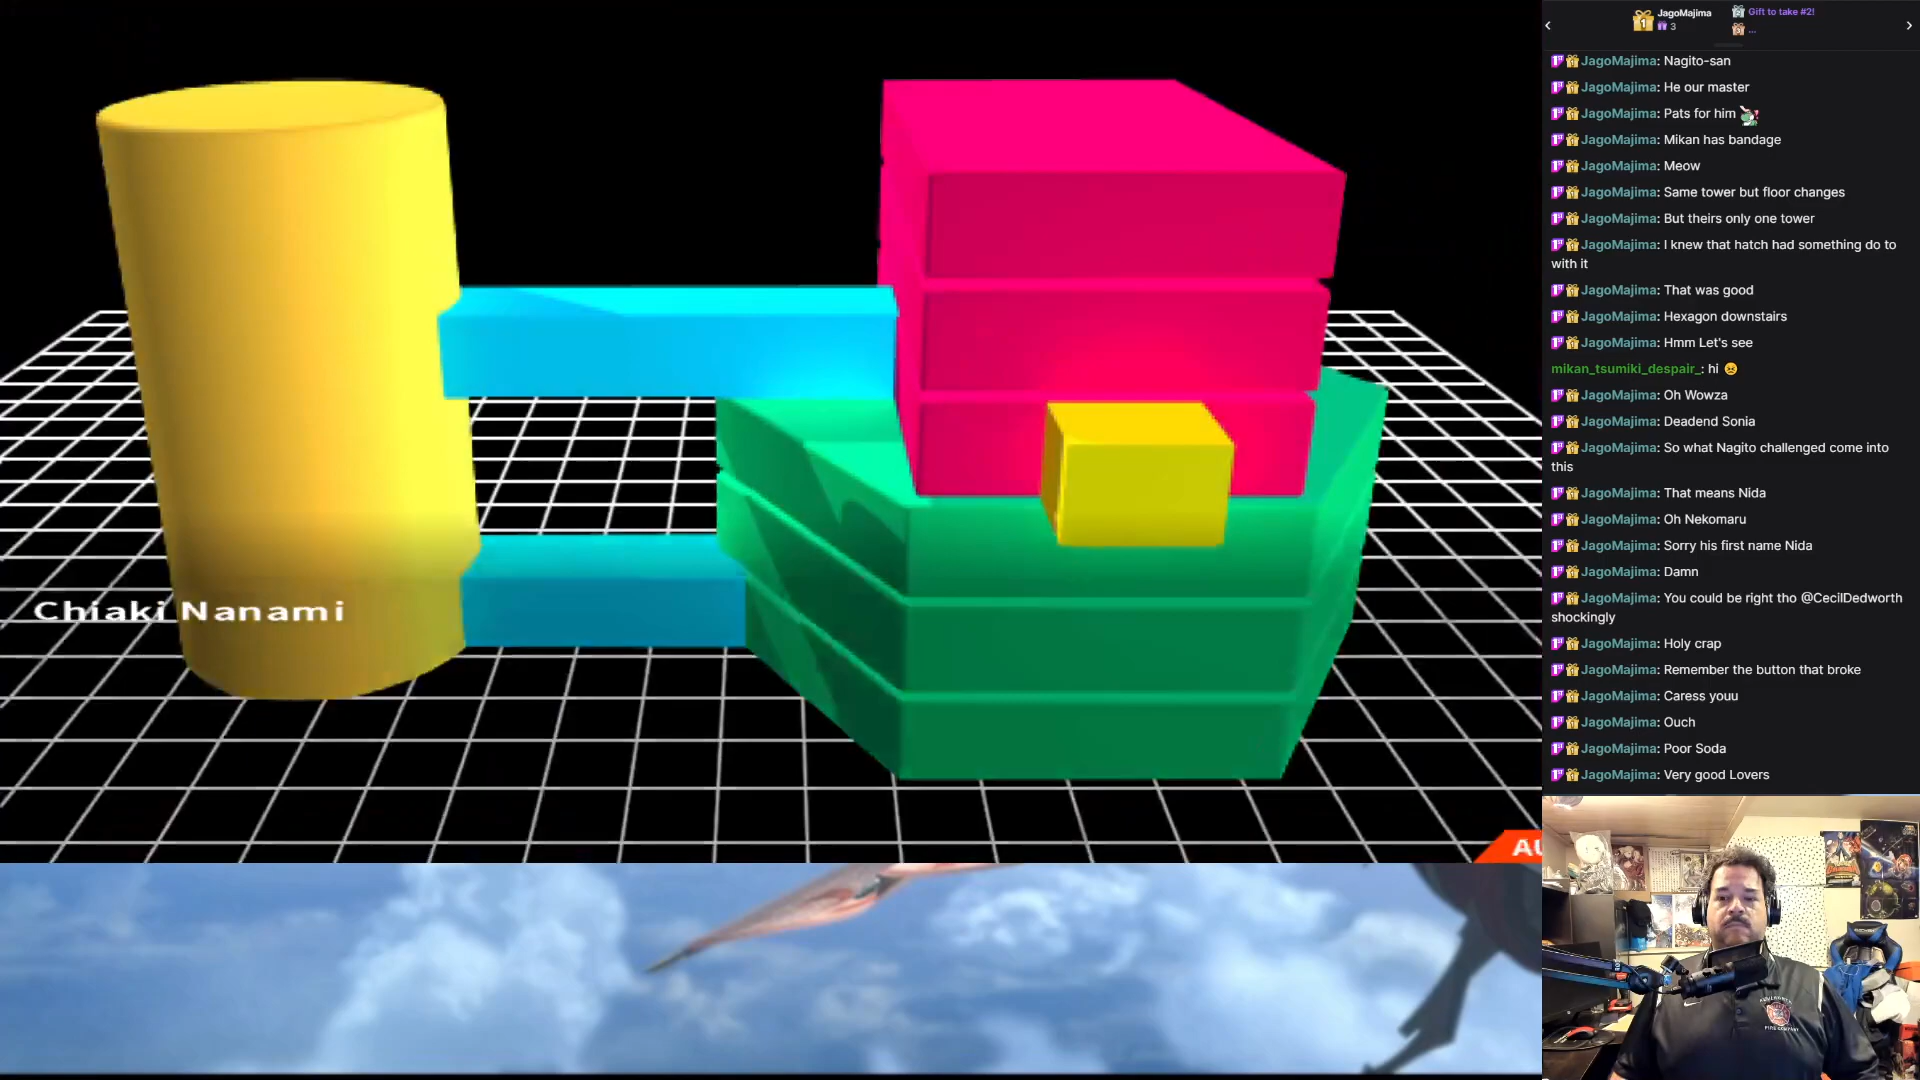 JagoMajima
3
Gift to take #2!
...
JagoMajima: Nagito-san
JagoMajima: He our master
JagoMajima: Pats for him
JagoMajima: Mikan has bandage
JagoMajima: Meow
JagoMajima: Same tower but floor changes
JagoMajima: But theirs only one tower
JagoMajima: I knew that hatch had something do to
with it
JagoMajima: That was good
JagoMajima: Hexagon downstairs
JagoMajima: Hmm Let's see
mikan_tsumiki_despair_: hi
JagoMajima: Oh Wowza
JagoMajima: Deadend Sonia
JagoMajima: So what Nagito challenged come into
this
JagoMajima: That means Nida
JagoMajima: Oh Nekomaru
JagoMajima: Sorry his first name Nida
JagoMajima: Damn
JagoMajima: You could be right tho @CecilDedworth
shockingly
JagoMajima: Holy crap
JagoMajima: Remember the button that broke
JagoMajima: Caress youu
JagoMajima: Ouch
JagoMajima: Poor Soda
JagoMajima: Very good Lovers
Chiaki Nanami
FIRE COMPANY